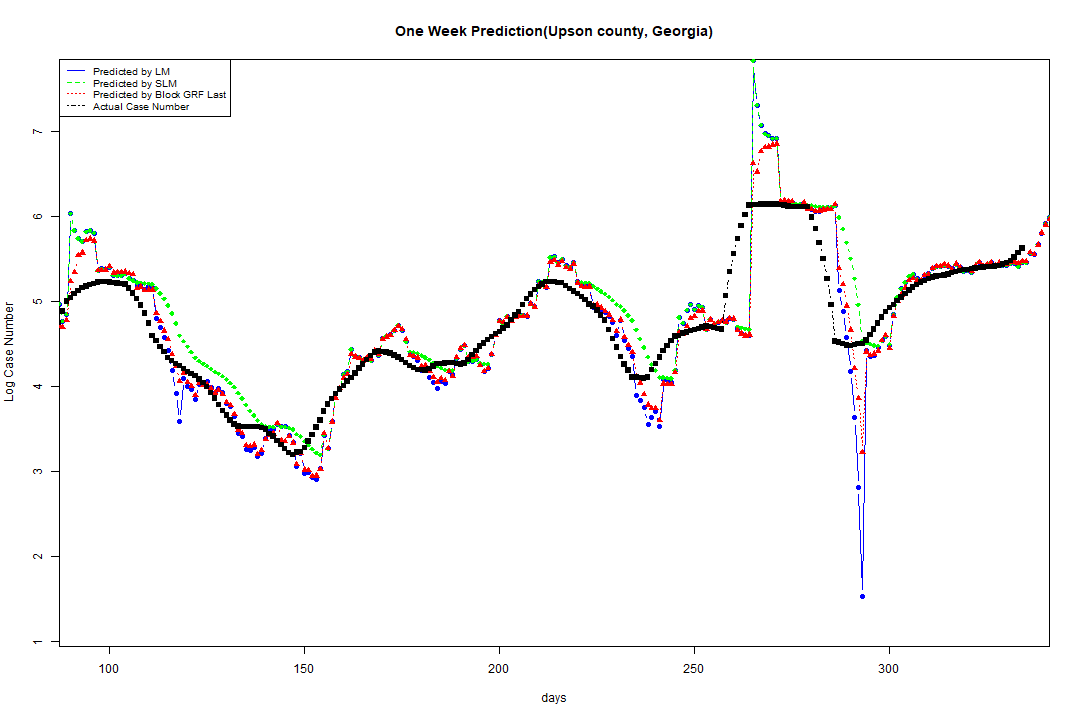 One Week Prediction(Upson county, Georgia)
Predicted by LM
Predicted by SLM
Predicted by Block GRF Last
Actual Case Number
Log Case Number
7
6
5
4
3
2
1
100 150 200 250 300
days